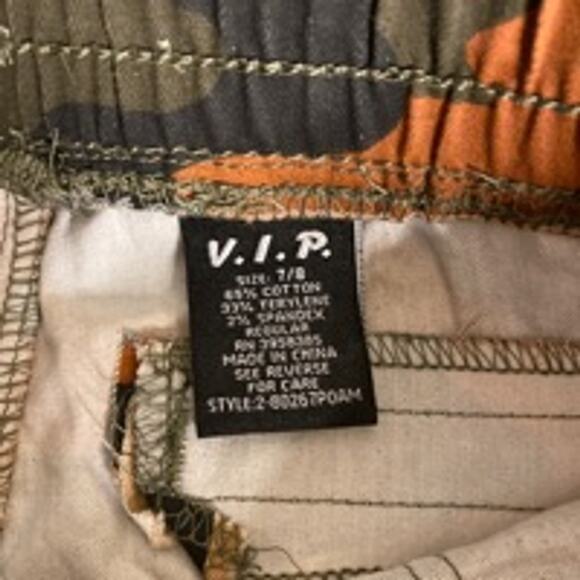 V.I.P.
SIZE: 7/8
65% COTTON
33% TERYLENE
2% SPANDEX
REGULAR
RN 3958385
MADE IN CHINA
SEE REVERSE
FOR CARE
STYLE:2-80267POAM